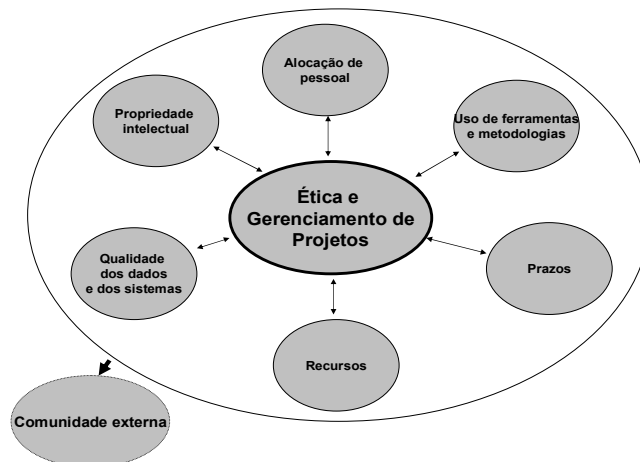 Alocação de
pessoal
Propriedade
intelectual
Uso de ferramentas
e metodologias
Ética e
Gerenciamento de
Projetos
Qualidade
dos dados
e dos sistemas
Prazos
Recursos
Comunidade externa